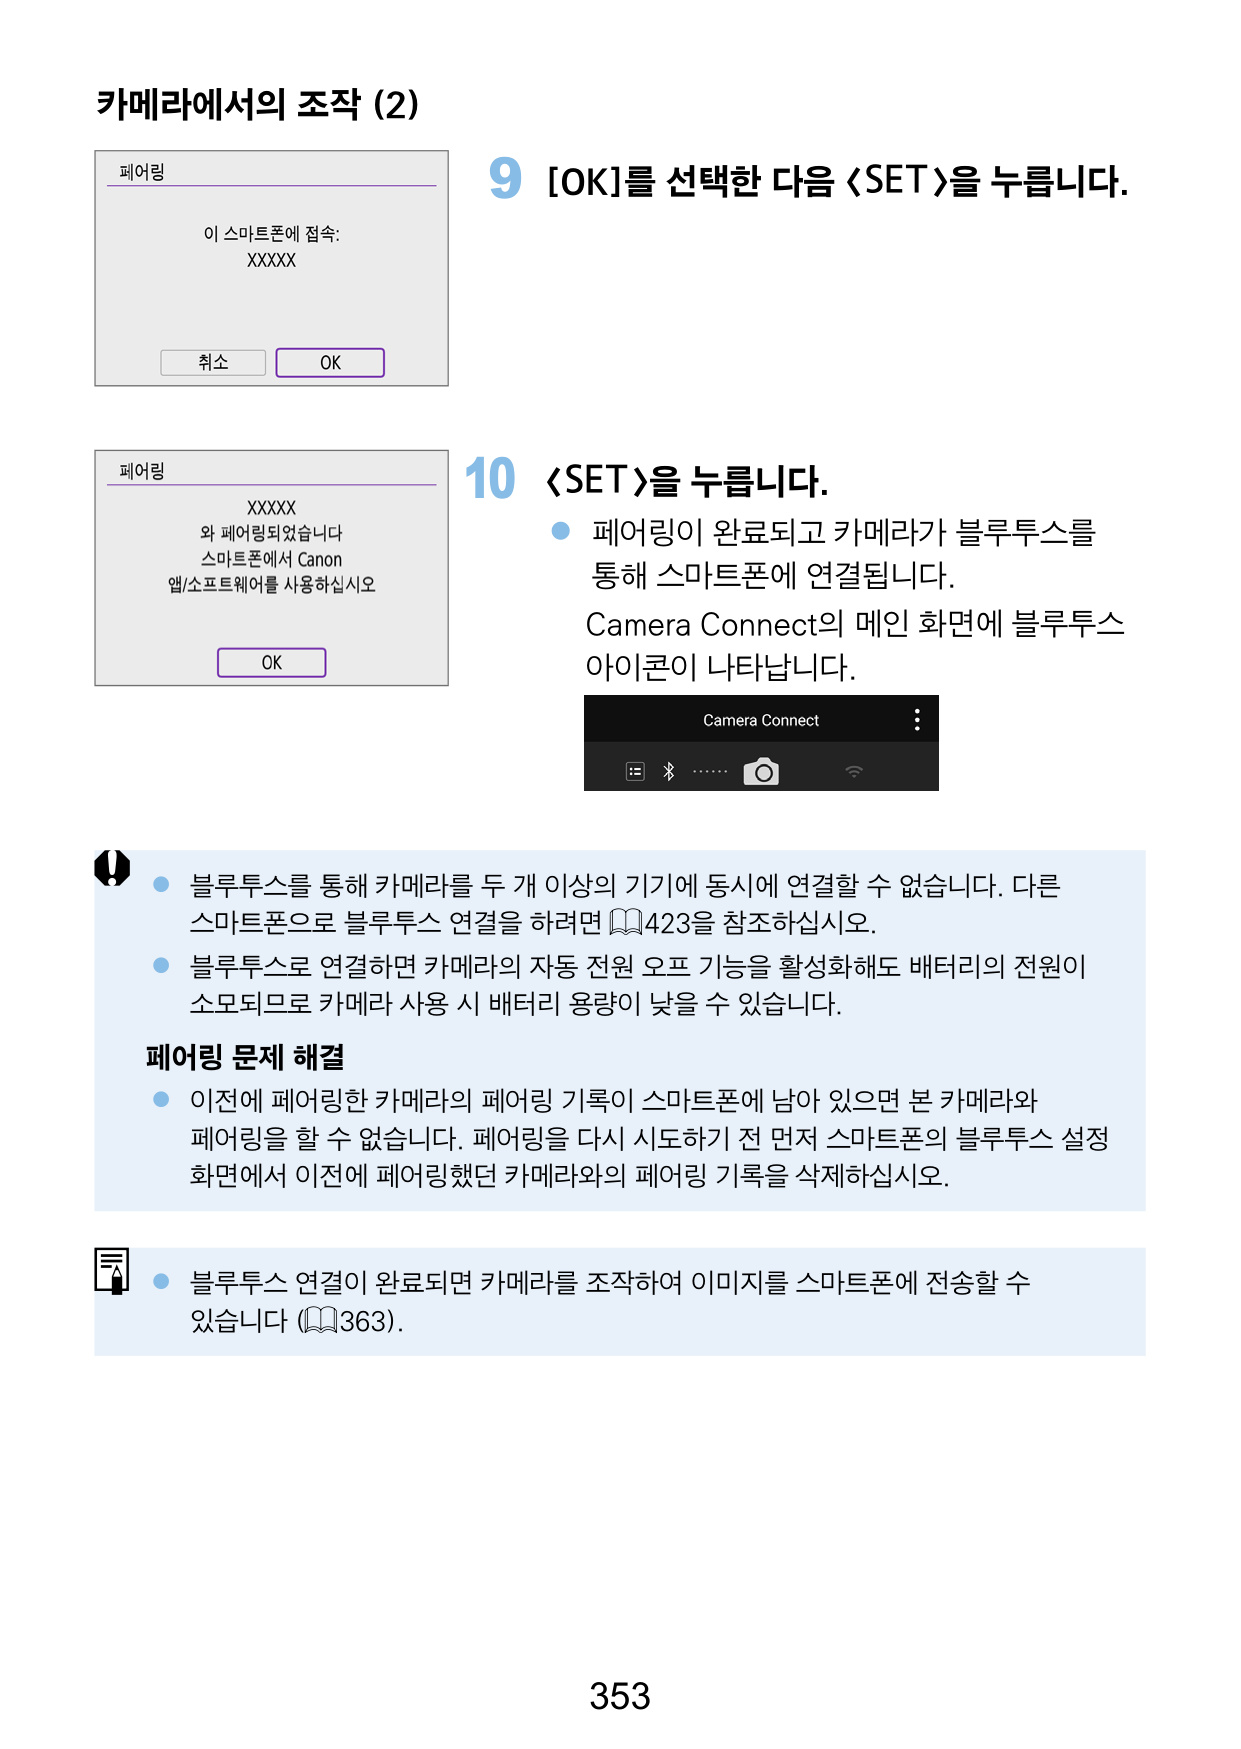 카메라에서의 조작 (2)
페어링
이 스마트폰에 접속:
XXXXX
취소
OK
9 [OK]를 선택한 다음 <SET>을 누릅니다.
페어링
XXXXX
와 페어링되었습니다
스마트폰에서 Canon
앱/소프트웨어를 사용하십시오
OK
10 <SET>을 누릅니다.
● 페어링이 완료되고 카메라가 블루투스를
통해 스마트폰에 연결됩니다.
Camera Connect의 메인 화면에 블루투스
아이콘이 나타납니다.
Camera Connect
● 블루투스를 통해 카메라를 두 개 이상의 기기에 동시에 연결할 수 없습니다. 다른
스마트폰으로 블루투스 연결을 하려면 423을 참조하십시오.
● 블루투스로 연결하면 카메라의 자동 전원 오프 기능을 활성화해도 배터리의 전원이
소모되므로 카메라 사용 시 배터리 용량이 낮을 수 있습니다.
페어링 문제 해결
● 이전에 페어링한 카메라의 페어링 기록이 스마트폰에 남아 있으면 본 카메라와
페어링을 할 수 없습니다. 페어링을 다시 시도하기 전 먼저 스마트폰의 블루투스 설정
화면에서 이전에 페어링했던 카메라와의 페어링 기록을 삭제하십시오.
● 블루투스 연결이 완료되면 카메라를 조작하여 이미지를 스마트폰에 전송할 수
있습니다 (363).
353